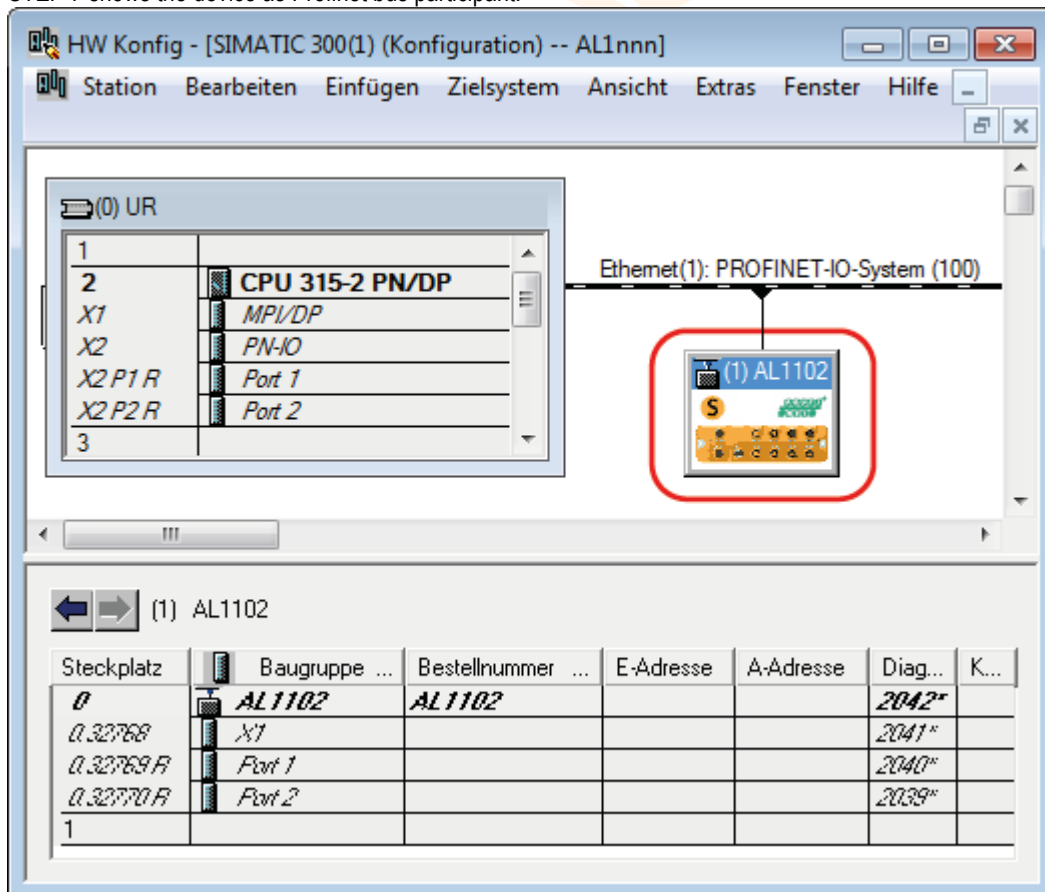 HW Konfig - [SIMATIC 300(1) (Konfiguration) -- AL1nnn]
Station Bearbeiten Einfügen Zielsystem Ansicht Extras Fenster Hilfe
(0) UR
1
2 CPU 315-2 PN/DP
X1 MPI/DP
X2 PN-IO
X2 P1 R Port 1
X2 P2 R Port 2
3
Ethernet(1): PROFINET-IO-System (100)
(1) AL1102
S
(1) AL1102
Steckplatz Baugruppe ... Bestellnummer ... E-Adresse A-Adresse Diag... K...
0 AL1102 AL1102 2042*
0.32768 X1 2041*
0.32769 R Port 1 2040*
0.32770 R Port 2 2039*
1